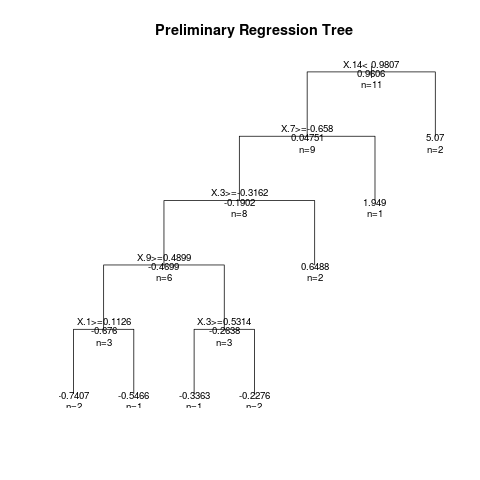 Preliminary Regression Tree
X.14< 0.9807
0.9606
n=11
X.7>=-0.658
0.04751
n=9
5.07
n=2
X.3>=-0.3162
-0.1902
n=8
1.949
n=1
X.9>=0.4899
-0.4699
n=6
0.6488
n=2
X.1>=0.1126
-0.676
n=3
X.3>=0.5314
-0.2638
n=3
-0.7407
n=2
-0.5466
n=1
-0.3363
n=1
-0.2276
n=2